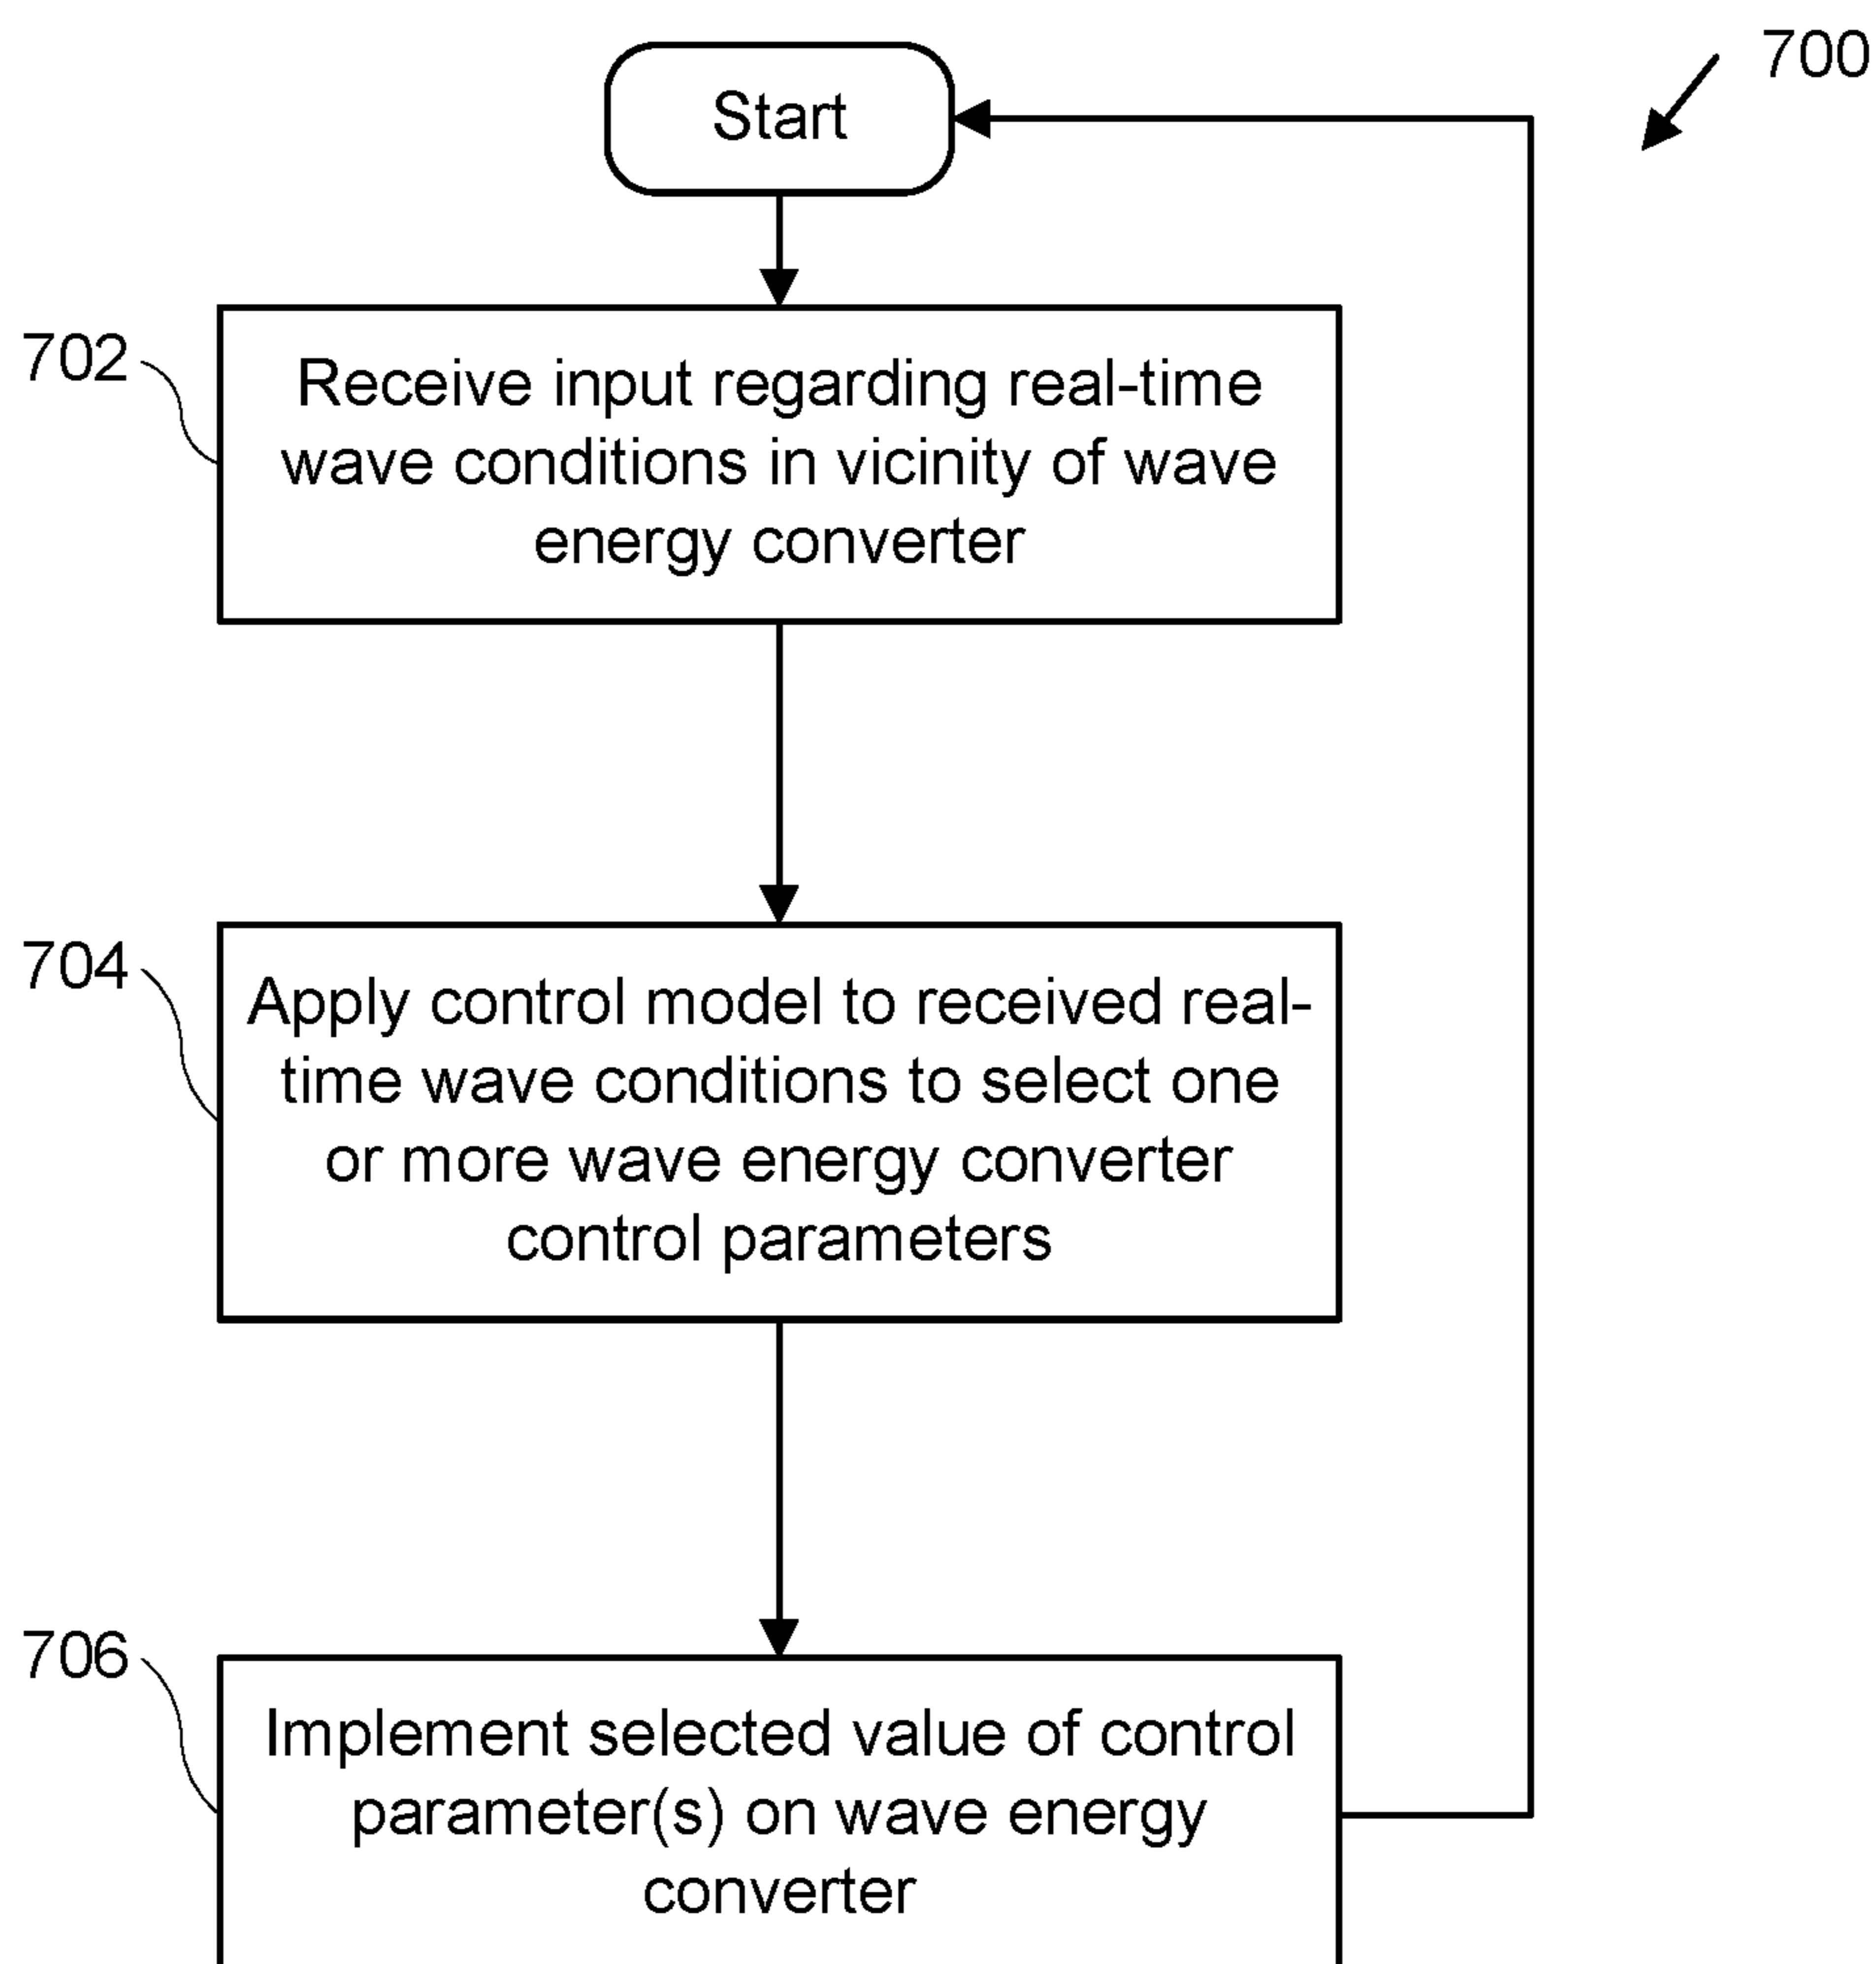 700
Start
702
Receive input regarding real-time
wave conditions in vicinity of wave
energy converter
704
Apply control model to received real-
time wave conditions to select one
or more wave energy converter
control parameters
706
Implement selected value of control
parameter(s) on wave energy
converter